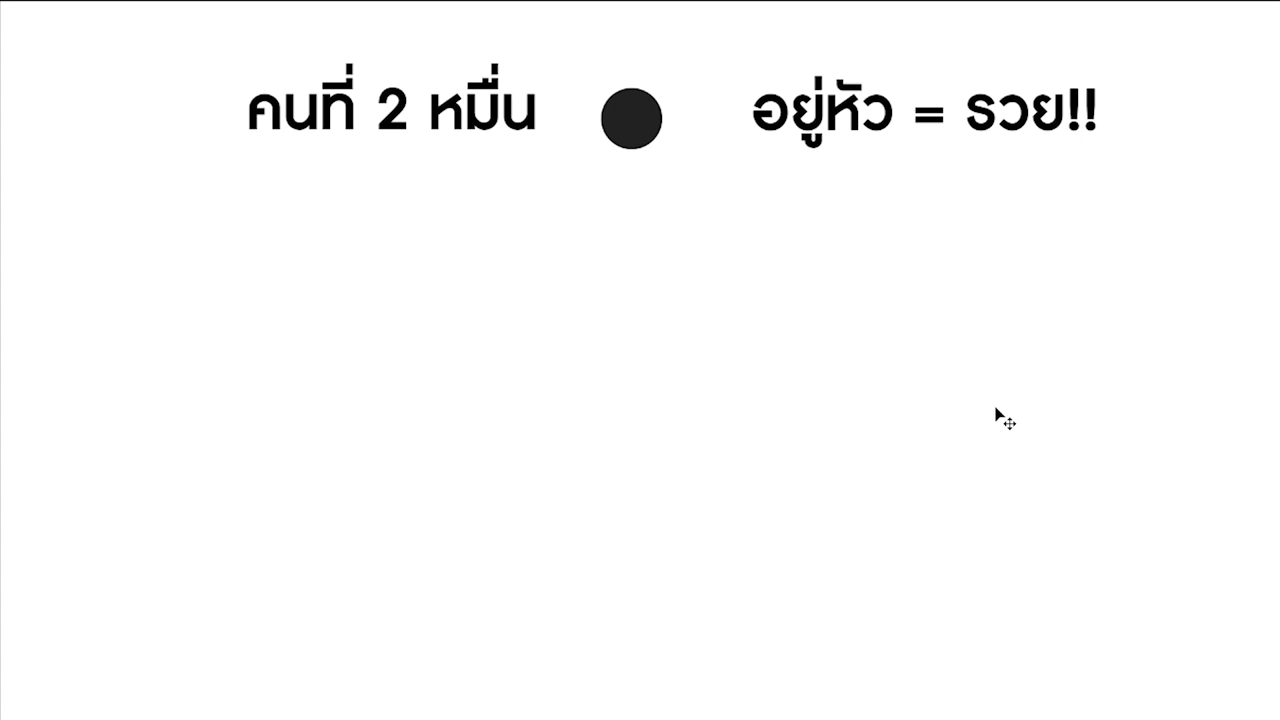 คนที่ 2 หมื่น อยู่หัว = รวย!!